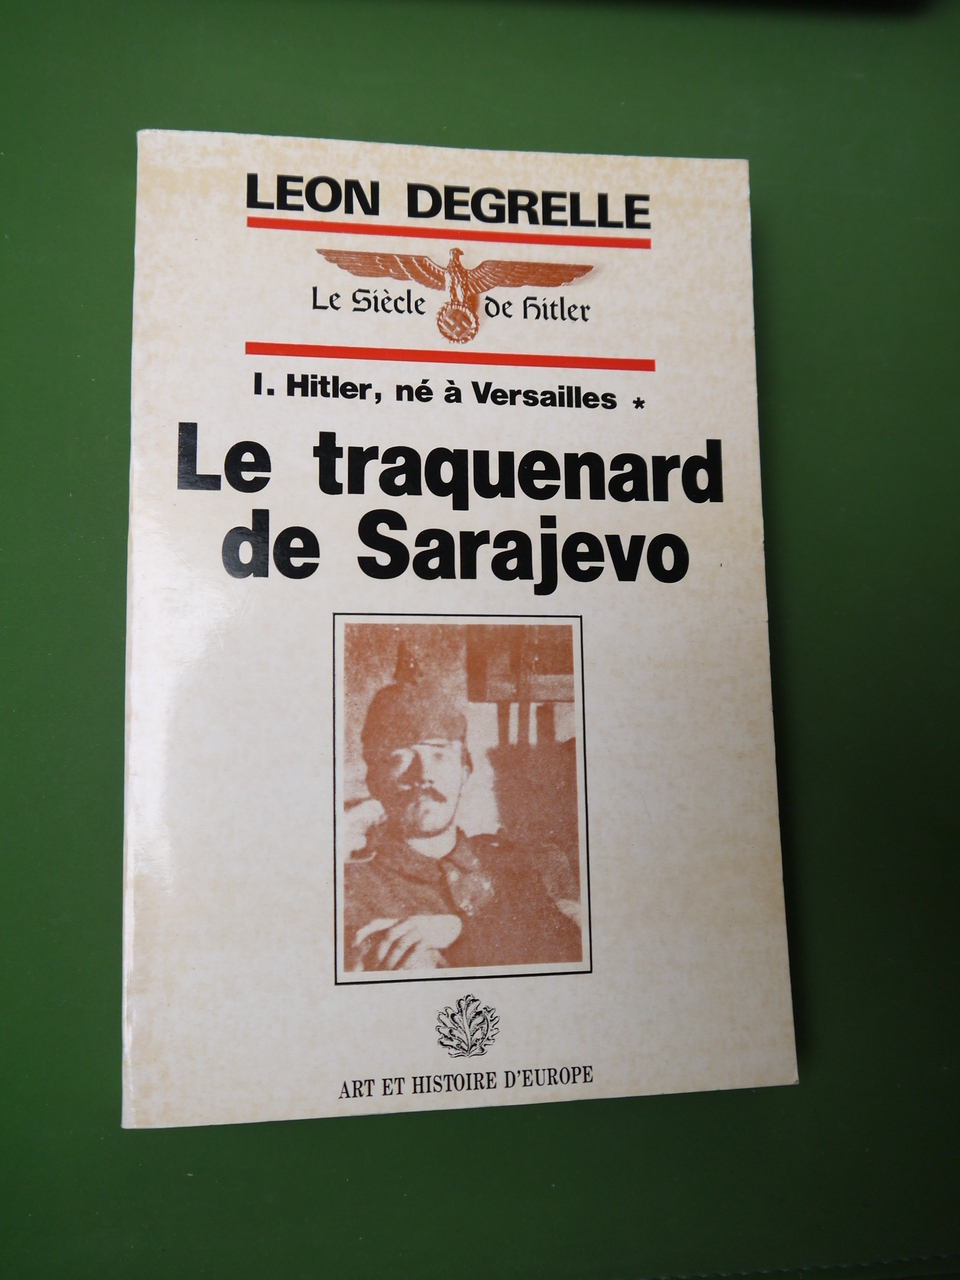 LEON DEGRELLE
Le Siècle de Hitler
I. Hitler, né à Versailles *
Le traquenard
de Sarajevo
ART ET HISTOIRE D'EUROPE